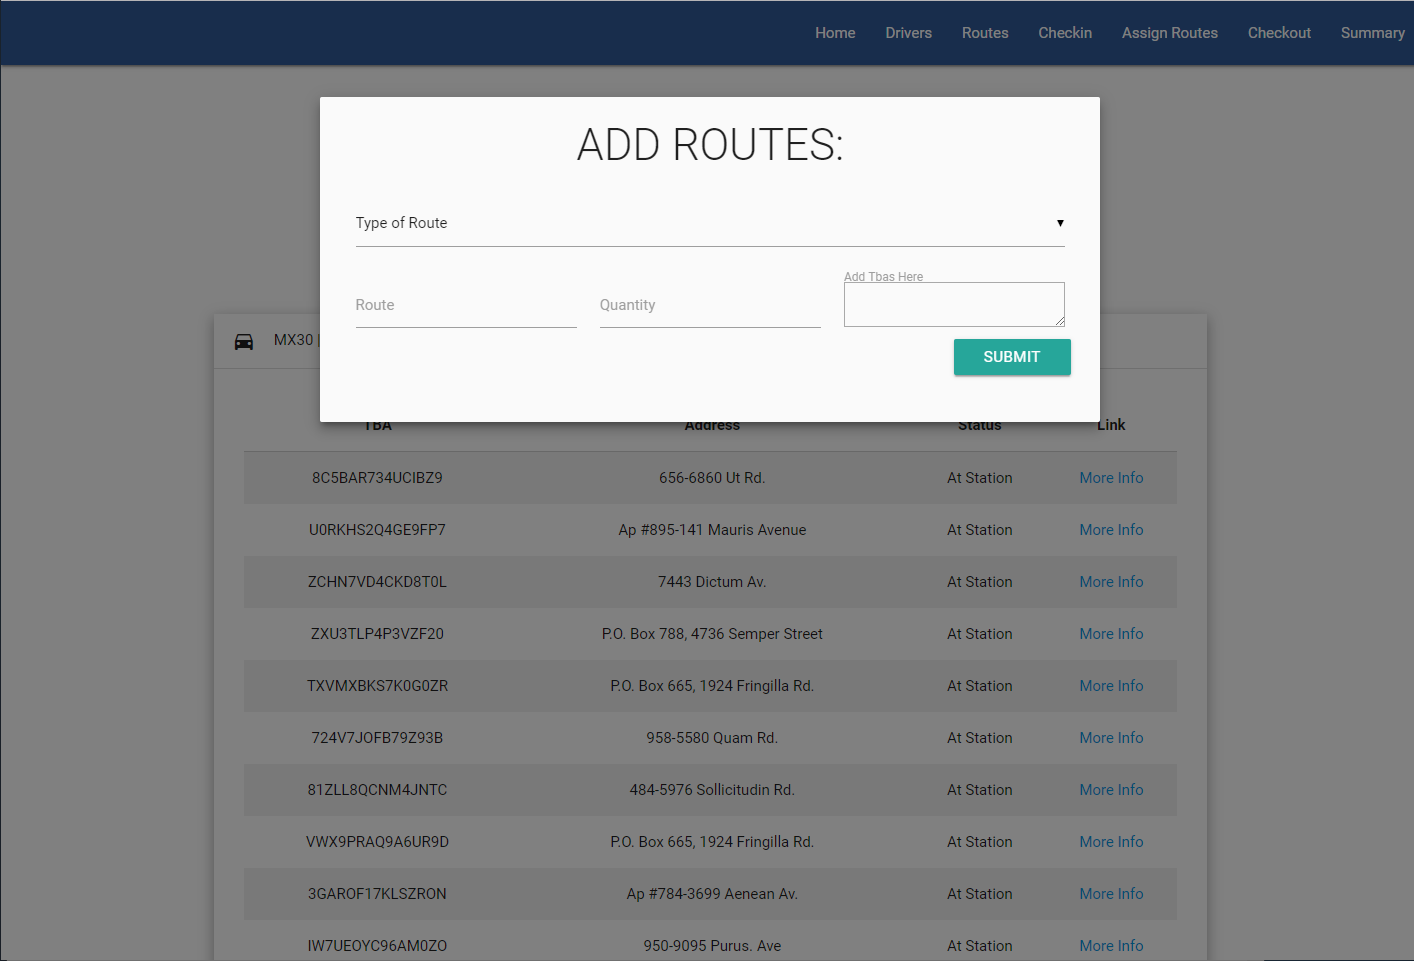 Home Drivers Routes Checkin Assign Routes Checkout Summary
ADD ROUTES:
Type of Route ▼
Add Tbas Here
Route Quantity
MX30 |
SUBMIT
TBA Address Status Link
8C5BAR734UCIBZ9 656-6860 Ut Rd. At Station More Info
U0RKHS2Q4GE9FP7 Ap #895-141 Mauris Avenue At Station More Info
ZCHN7VD4CKD8T0L 7443 Dictum Av. At Station More Info
ZXU3TLP4P3VZF20 P.O. Box 788, 4736 Semper Street At Station More Info
TXVMXBKS7K0G0ZR P.O. Box 665, 1924 Fringilla Rd. At Station More Info
724V7JOFB79Z93B 958-5580 Quam Rd. At Station More Info
81ZLL8QCNM4JNTC 484-5976 Sollicitudin Rd. At Station More Info
VWX9PRAQ9A6UR9D P.O. Box 665, 1924 Fringilla Rd. At Station More Info
3GAROF17KLSZRON Ap #784-3699 Aenean Av. At Station More Info
IW7UEOYC96AM0ZO 950-9095 Purus. Ave At Station More Info